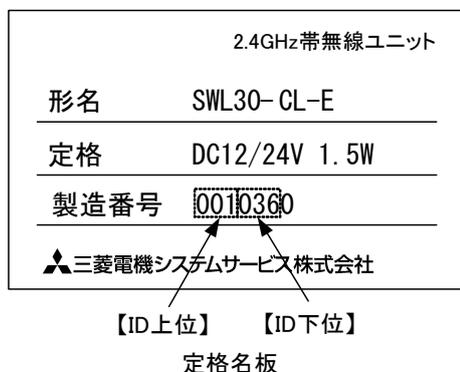 2.4GHz帯無線ユニット
形名 SWL30-CL-E
定格 DC12/24V 1.5W
製造番号 0010360
三菱電機システムサービス株式会社
【ID上位】 【ID下位】
定格名板